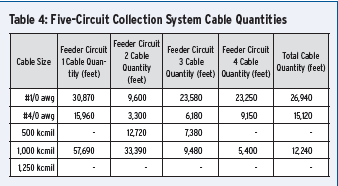 Table 4: Five-Circuit Collection System Cable Quantities
Cable Size
Feeder Circuit 1 Cable Quan-tity (feet)
Feeder Circuit 2 Cable Quantity (feet)
Feeder Circuit 3 Cable Quantity (feet)
Feeder Circuit 4 Cable Quantity (feet)
Total Cable Quantity (feet)
#1/0 awg 30,870 9,600 23,580 23,250 26,940
#4/0 awg 15,960 3,300 6,180 9,150 15,120
500 kcmil - 12,720 7,380 - -
1,000 kcmil 57,690 33,390 9,480 5,400 12,240
1,250 kcmil - - - - -